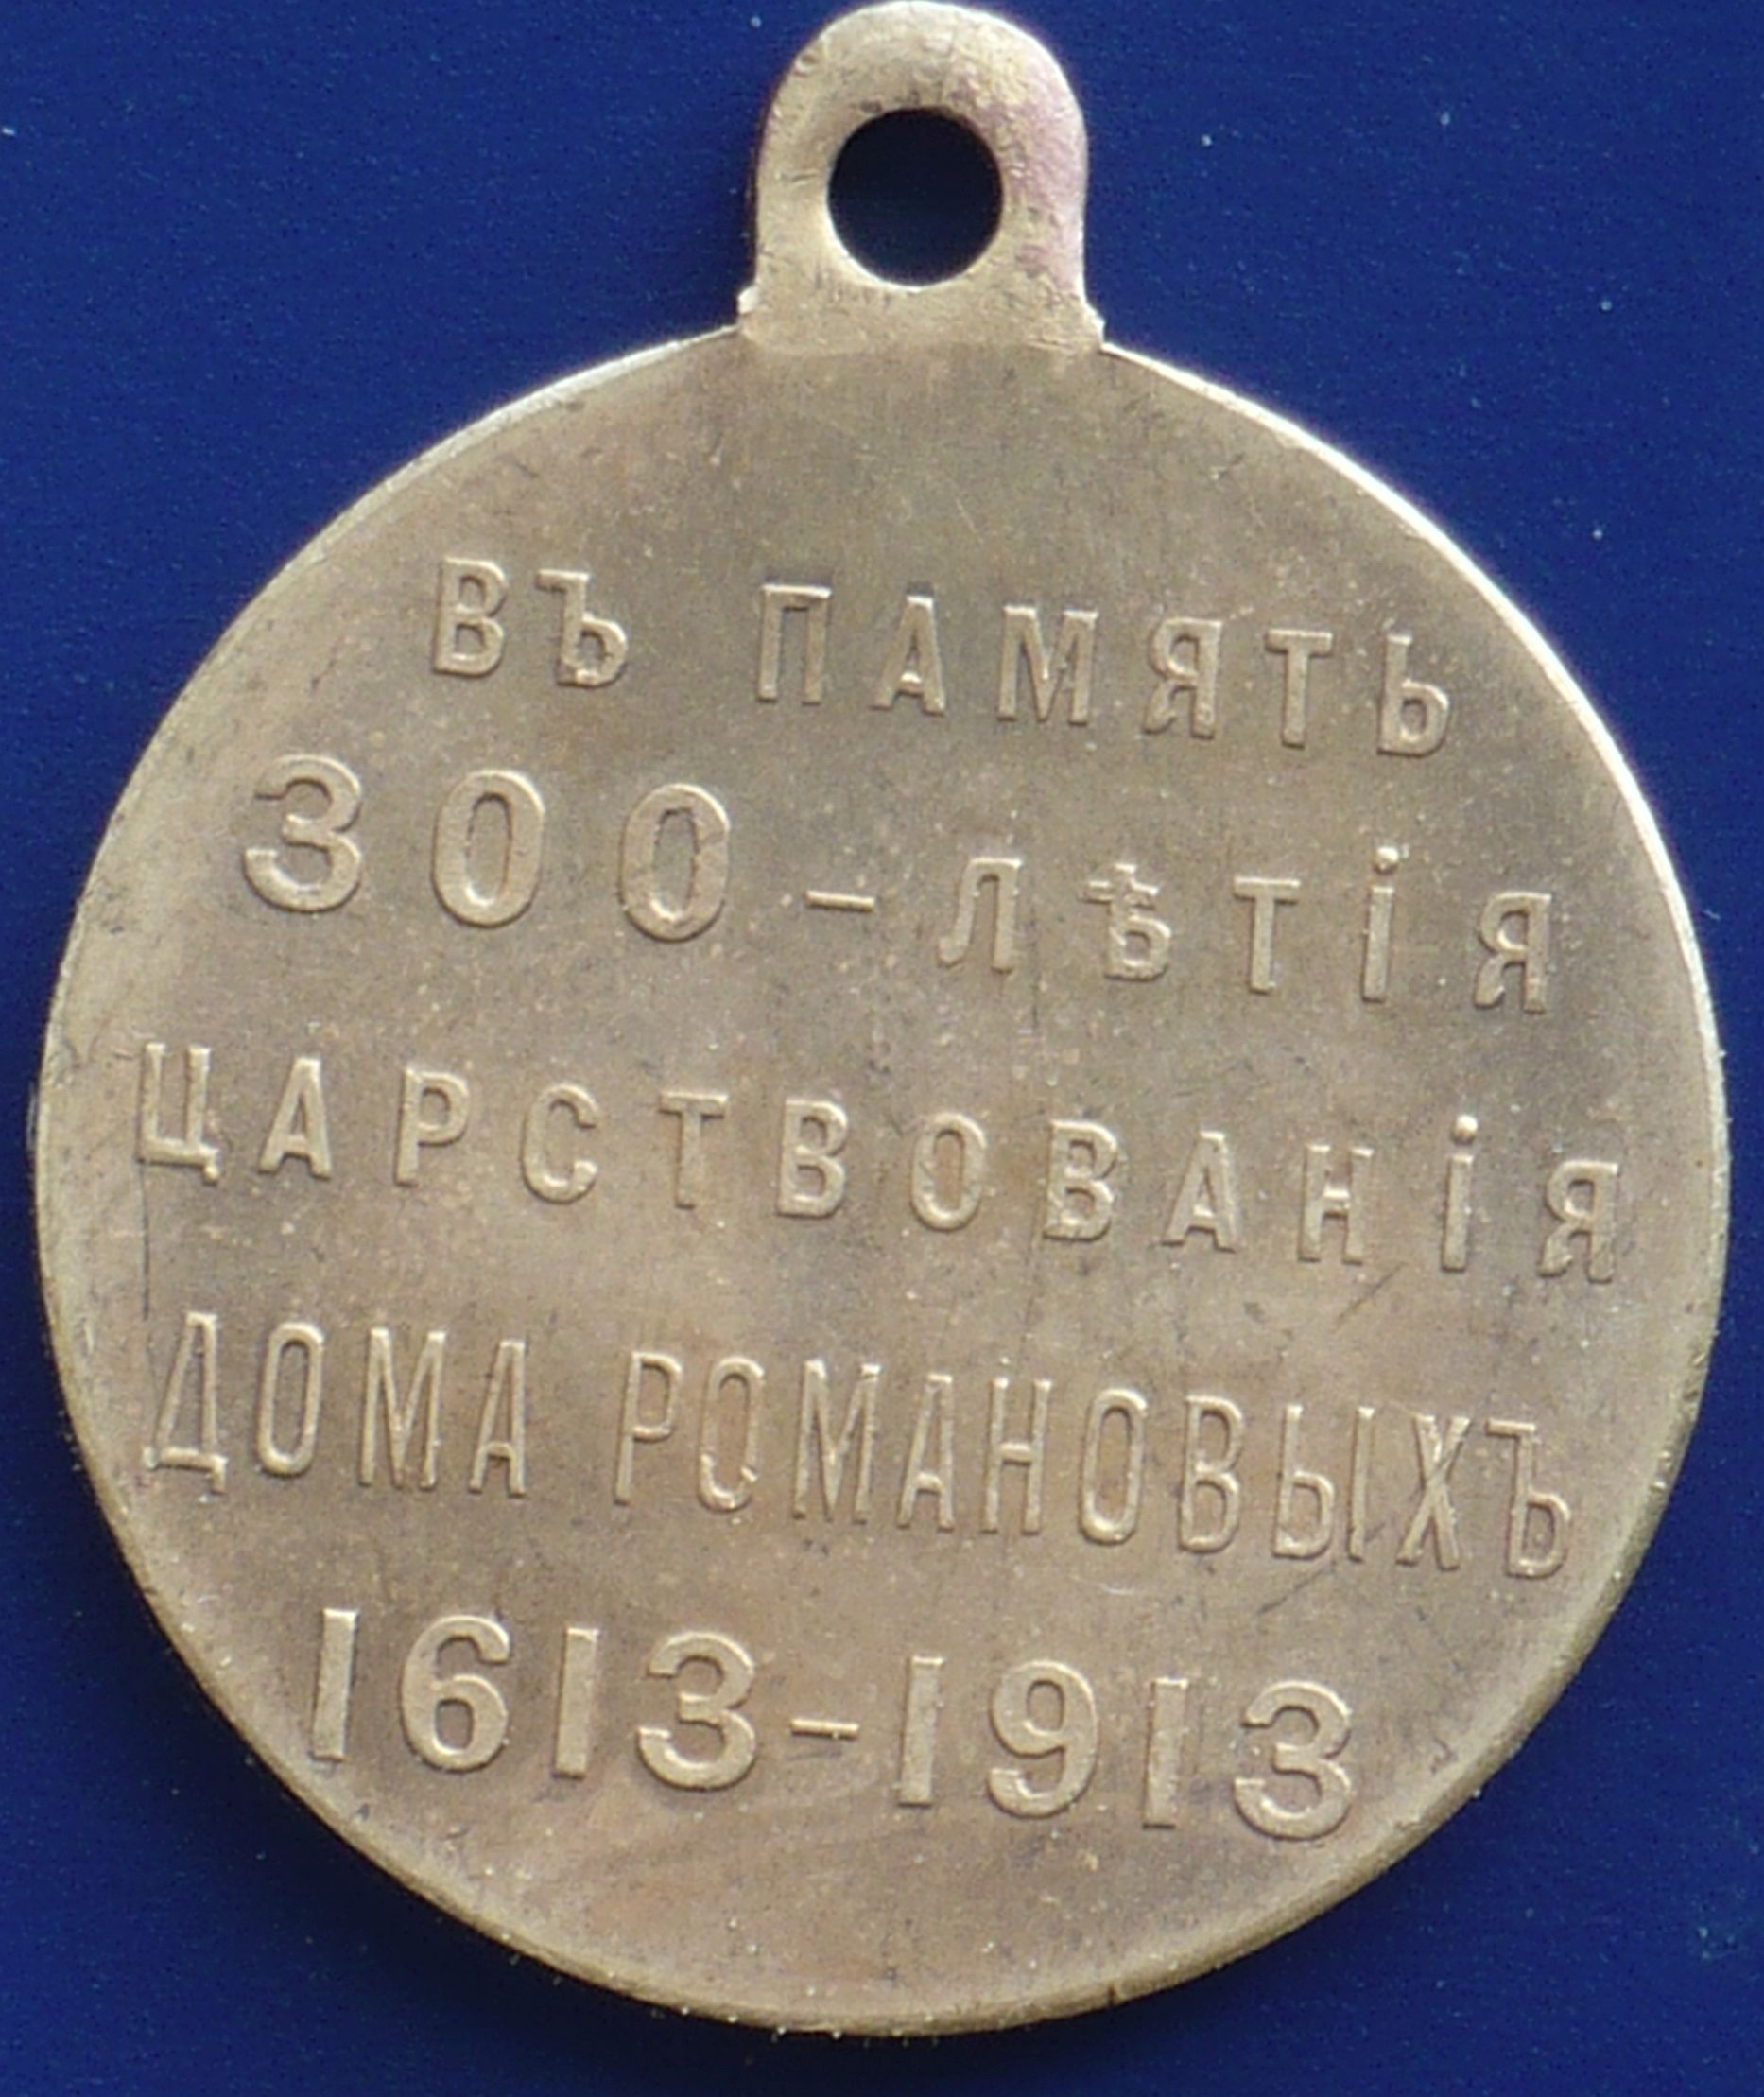 ВЪ ПАМЯТЬ
300-ЛѢТІЯ
ЦАРСТВОВАНІЯ
ДОМА РОМАНОВЫХЪ
1613-1913